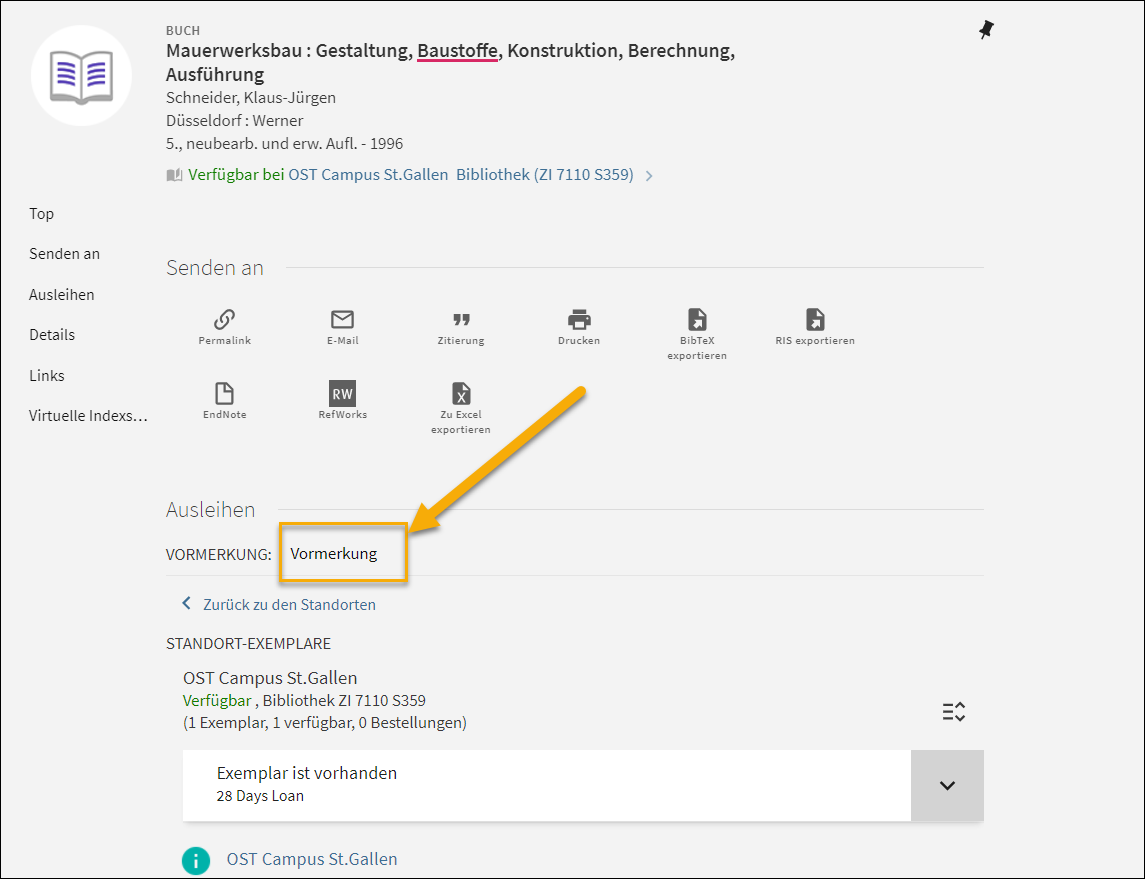 BUCH
Mauerwerksbau : Gestaltung, Baustoffe, Konstruktion, Berechnung,
Ausführung
Schneider, Klaus-Jürgen
Düsseldorf : Werner
5., neubearb. und erw. Aufl. - 1996
Verfügbar bei OST Campus St.Gallen Bibliothek (ZI 7110 S359)
Top
Senden an
Ausleihen
Details
Links
Virtuelle Indexs...
Senden an
Permalink
E-Mail
Zitierung
Drucken
BibTeX
exportieren
RIS exportieren
EndNote
RW
RefWorks
X
Zu Excel
exportieren
Ausleihen
VORMERKUNG: Vormerkung
Zurück zu den Standorten
STANDORT-EXEMPLARE
OST Campus St.Gallen
Verfügbar , Bibliothek ZI 7110 S359
(1 Exemplar, 1 verfügbar, 0 Bestellungen)
Exemplar ist vorhanden
28 Days Loan
i OST Campus St.Gallen